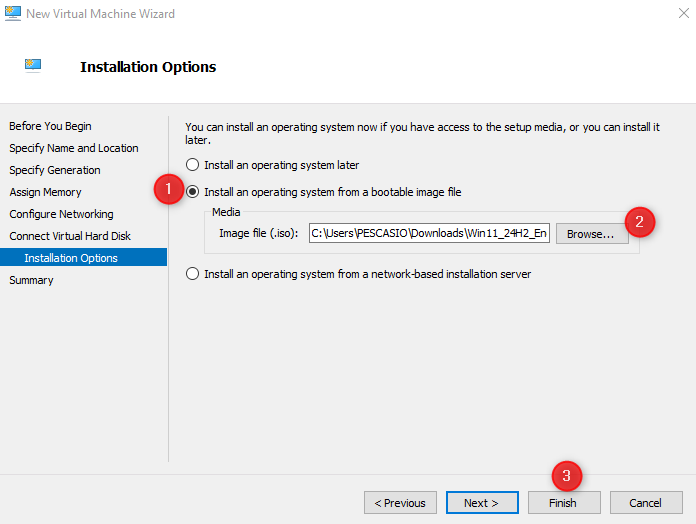 New Virtual Machine Wizard
Installation Options
Before You Begin
Specify Name and Location
Specify Generation
Assign Memory
Configure Networking
Connect Virtual Hard Disk
Installation Options
Summary
You can install an operating system now if you have access to the setup media, or you can install it
later.
Install an operating system later
1
Install an operating system from a bootable image file
Media
2
Image file (.iso):
C:\Users\PESCASIO\Downloads\Win11_24H2_En
Browse...
Install an operating system from a network-based installation server
3
< Previous
Next >
Finish
Cancel